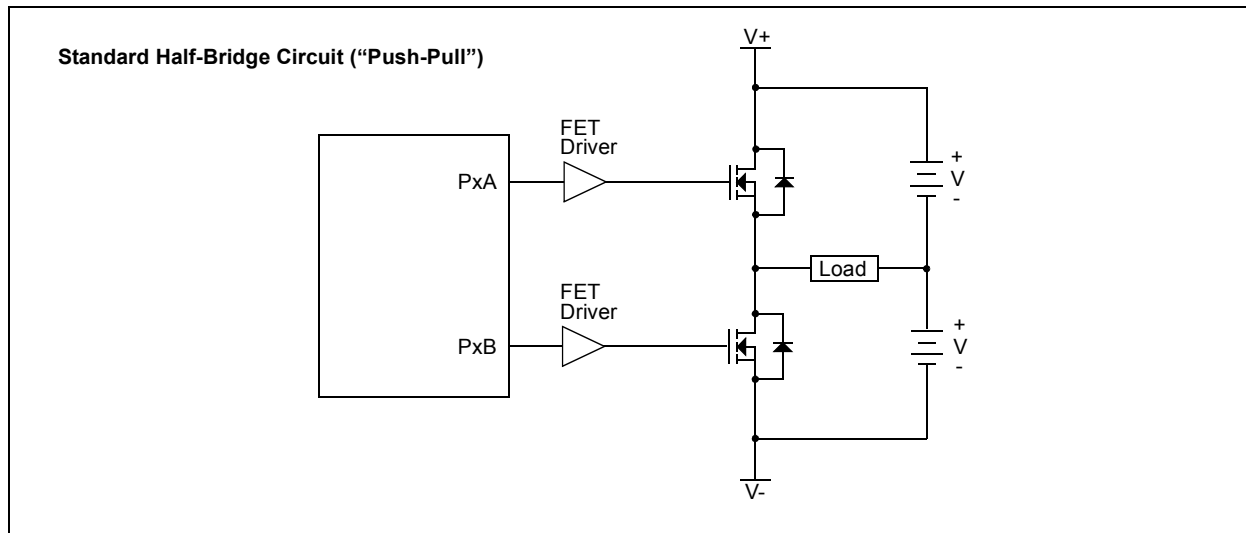 Standard Half-Bridge Circuit (“Push-Pull”)
V+
FET
Driver
PxA
+
V
-
Load
FET
Driver
PxB
+
V
-
V-